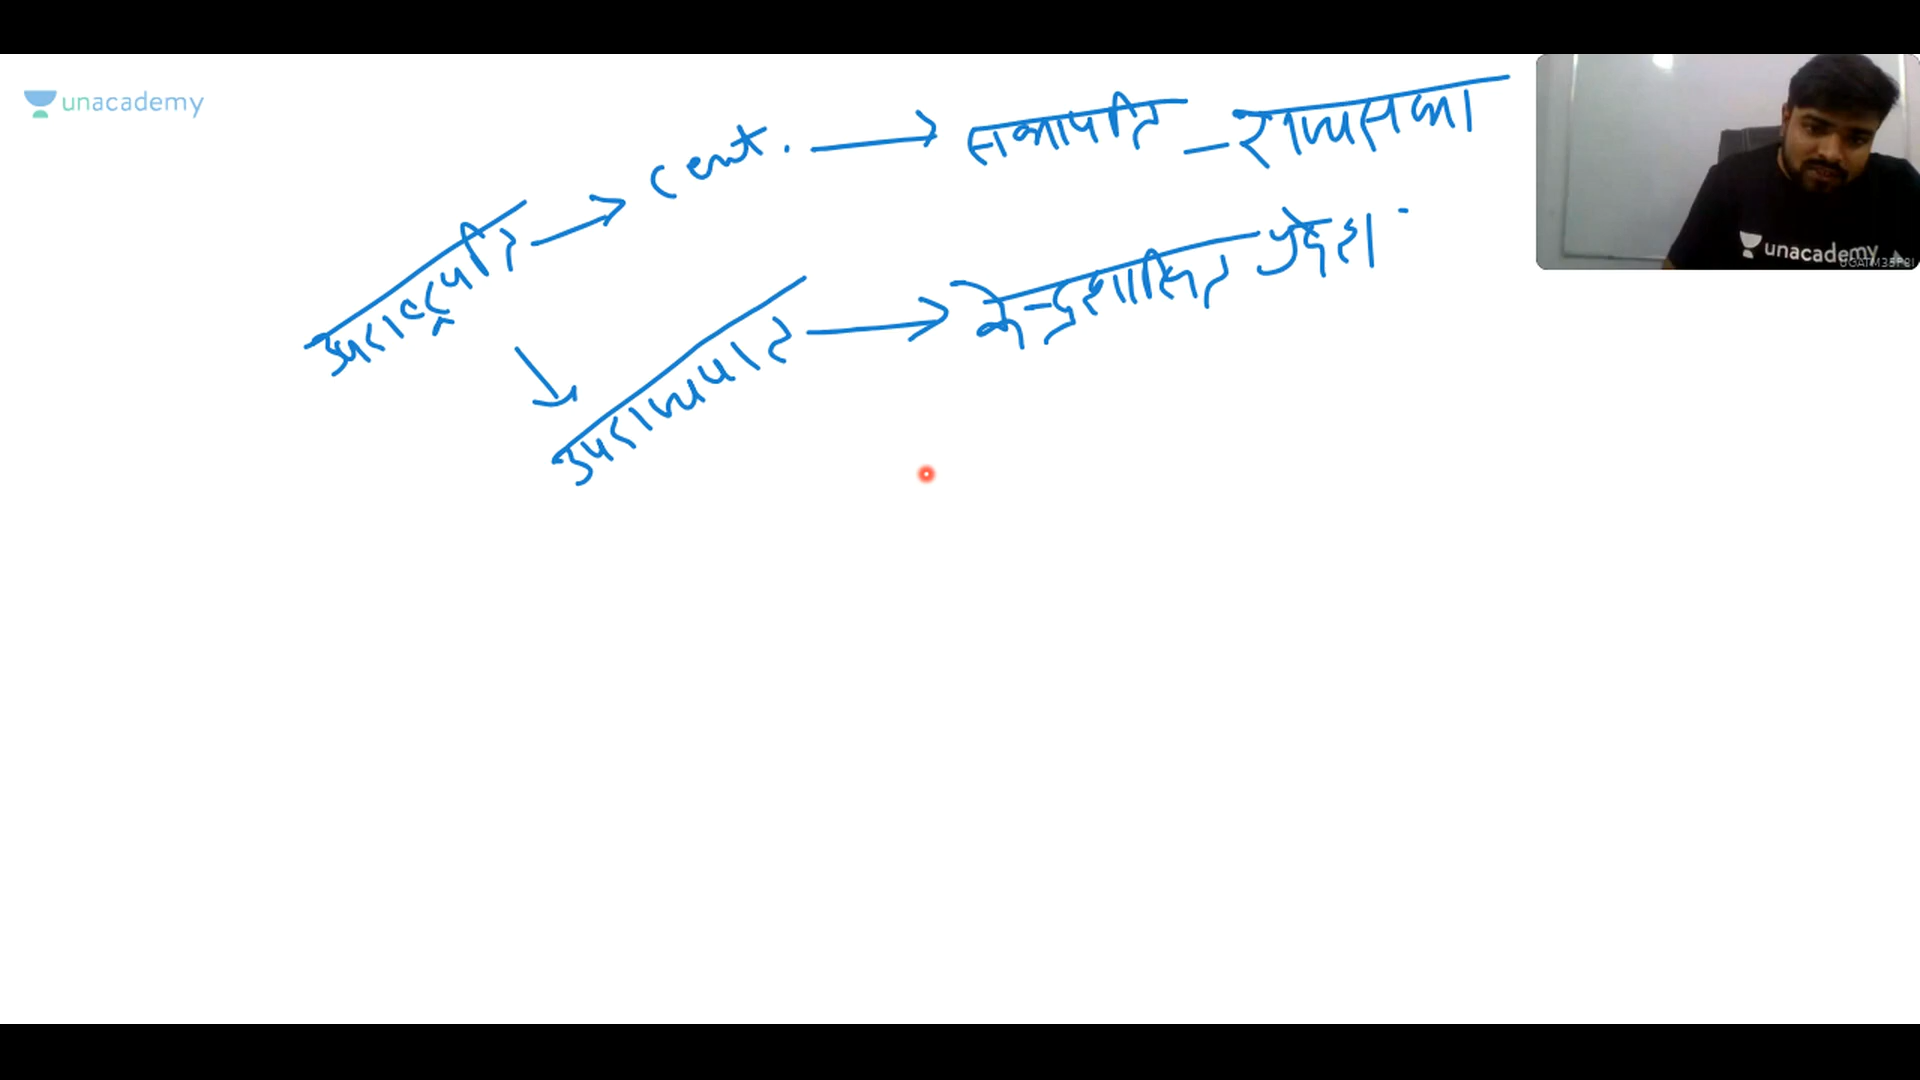 unacademy
उपराष्ट्रपति → cent. → सभापति - राज्यसभा
उपराज्यपाल → केन्द्रशासित प्रदेश
unacademy